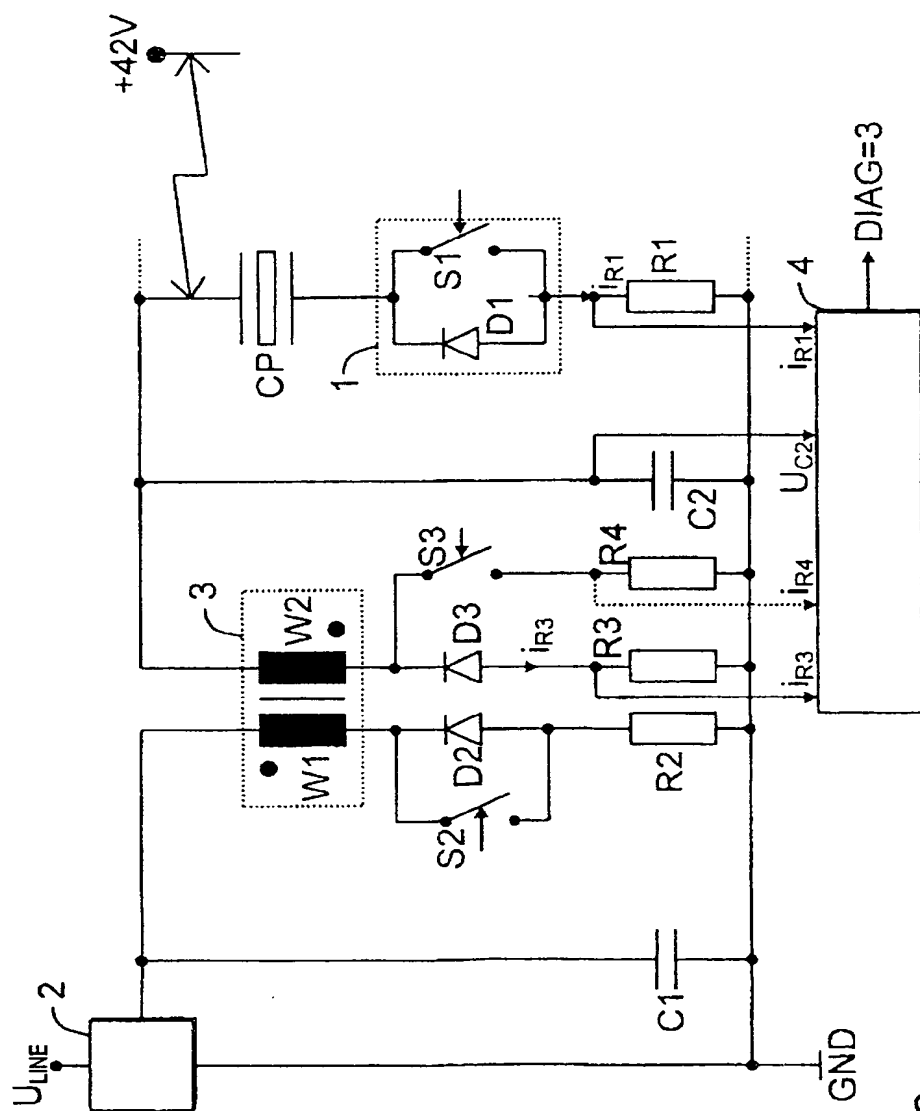 +42V
U_LINE
2
3
W1
W2
CP
1
D1
S1
i_R1
R1
S2
D2
D3
S3
i_R3
R3
R4
R2
C1
C2
GND
i_R3
i_R4
U_C2
i_R1
4
DIAG=3